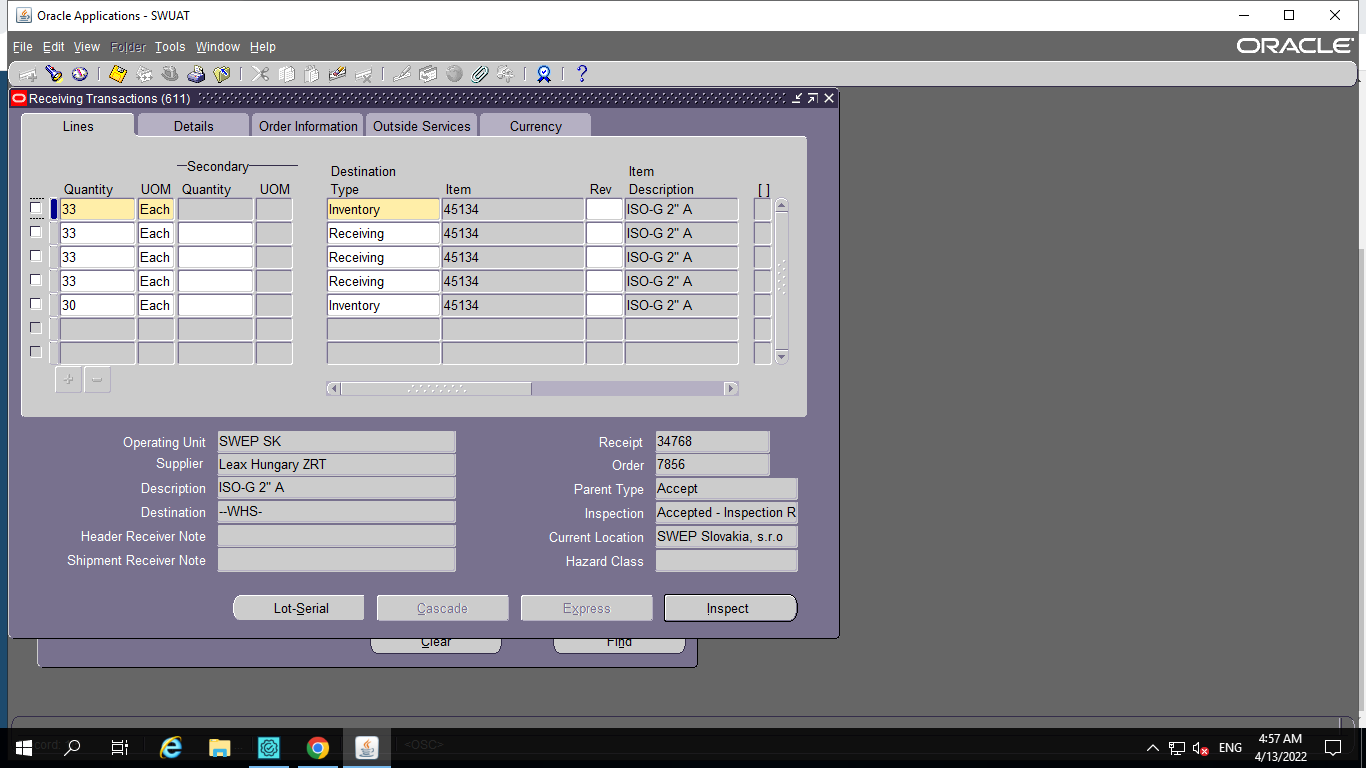 Oracle Applications - SWUAT
File Edit View Folder Tools Window Help
ORACLE
Receiving Transactions (611)
Lines Details Order Information Outside Services Currency
Secondary
Destination Item
Quantity UOM Quantity UOM Type Item Rev Description [ ]
33 Each Inventory 45134 ISO-G 2" A
33 Each Receiving 45134 ISO-G 2" A
33 Each Receiving 45134 ISO-G 2" A
33 Each Receiving 45134 ISO-G 2" A
30 Each Inventory 45134 ISO-G 2" A
Operating Unit SWEP SK Receipt 34768
Supplier Leax Hungary ZRT Order 7856
Description ISO-G 2" A Parent Type Accept
Destination --WHS- Inspection Accepted - Inspection R
Header Receiver Note Current Location SWEP Slovakia, s.r.o
Shipment Receiver Note Hazard Class
Lot-Serial Cascade Express Inspect
Clear Find
<OSC>
ENG 4:57 AM
4/13/2022